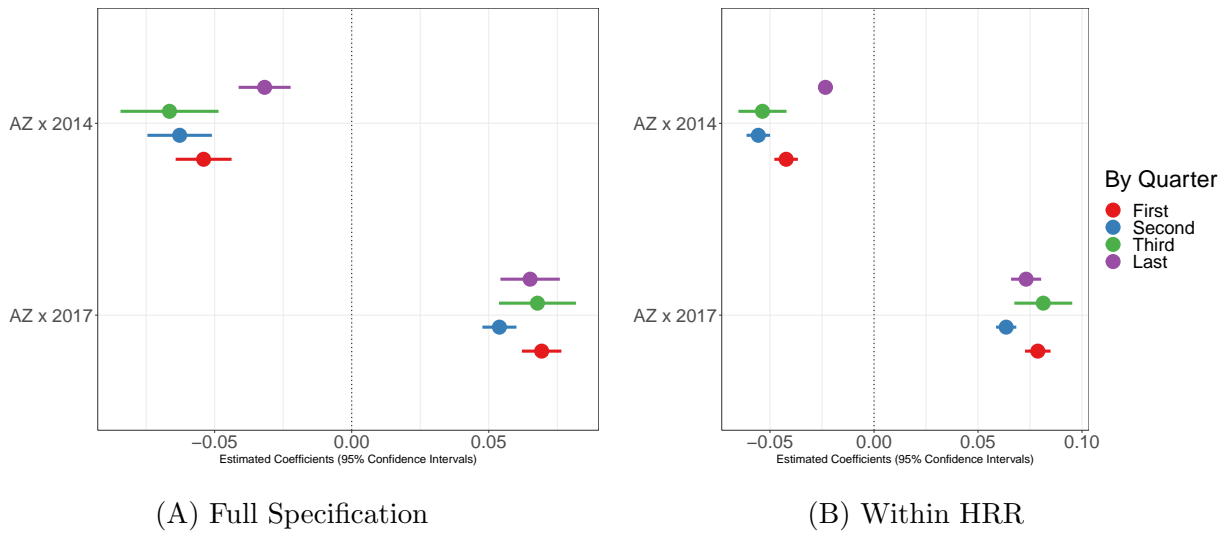 AZ x 2014
AZ x 2017
−0.05 0.00 0.05
Estimated Coefficients (95% Confidence Intervals)
(A) Full Specification
AZ x 2014
AZ x 2017
−0.05 0.00 0.05 0.10
Estimated Coefficients (95% Confidence Intervals)
(B) Within HRR
By Quarter
First
Second
Third
Last